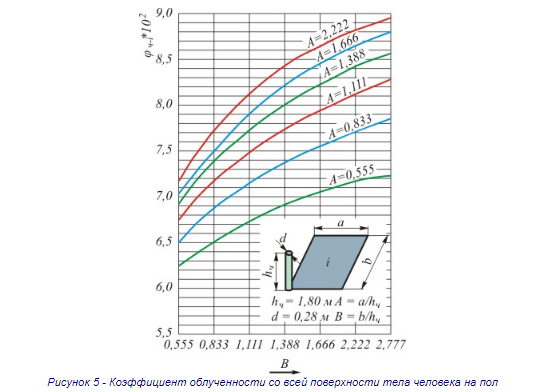 φ ч-i *10²
9,0
8,5
8,0
7,5
7,0
6,5
6,0
5,5
A=2,222
A=1,666
A=1,388
A=1,111
A=0,833
A=0,555
a
d
i
b
hч
hч = 1,80 м A = a/hч
d = 0,28 м B = b/hч
0,555 0,833 1,111 1,388 1,666 2,222 2,777
B
Рисунок 5 - Коэффициент облученности со всей поверхности тела человека на пол